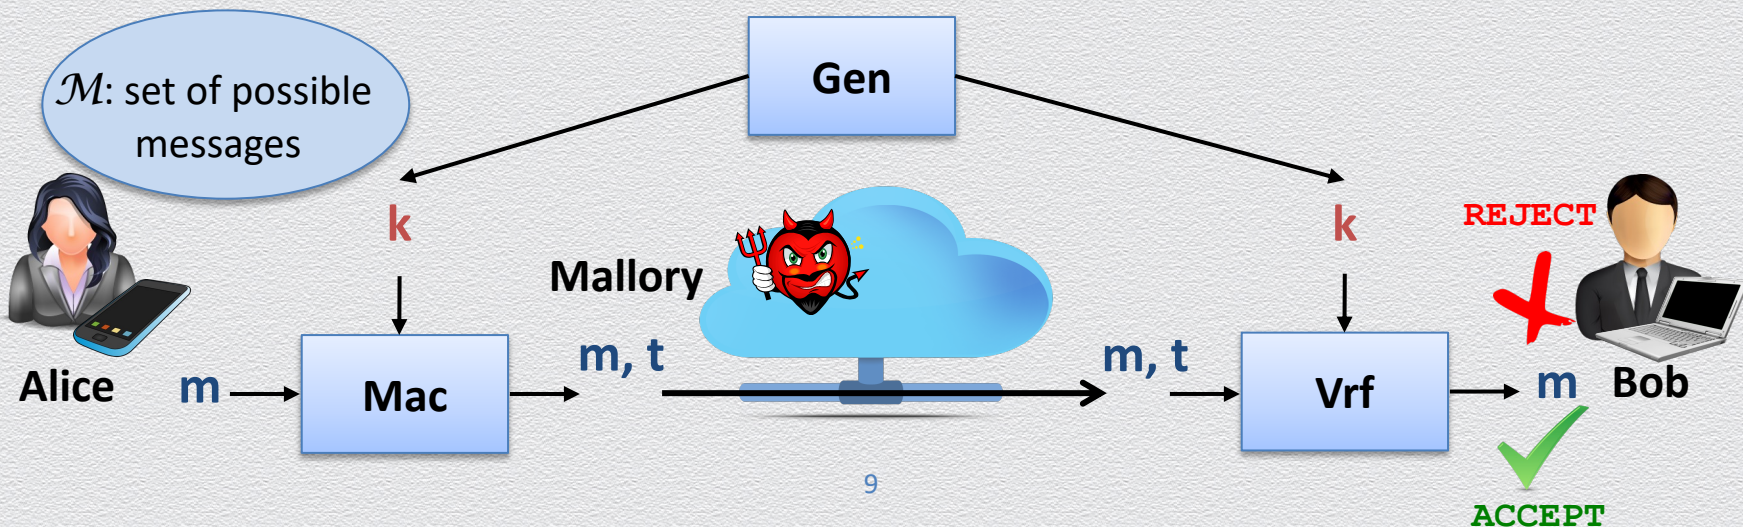 ℳ: set of possible
messages
Gen
k
k
REJECT
Mallory
m, t
m, t
Alice
m
Mac
Vrf
m
Bob
9
ACCEPT